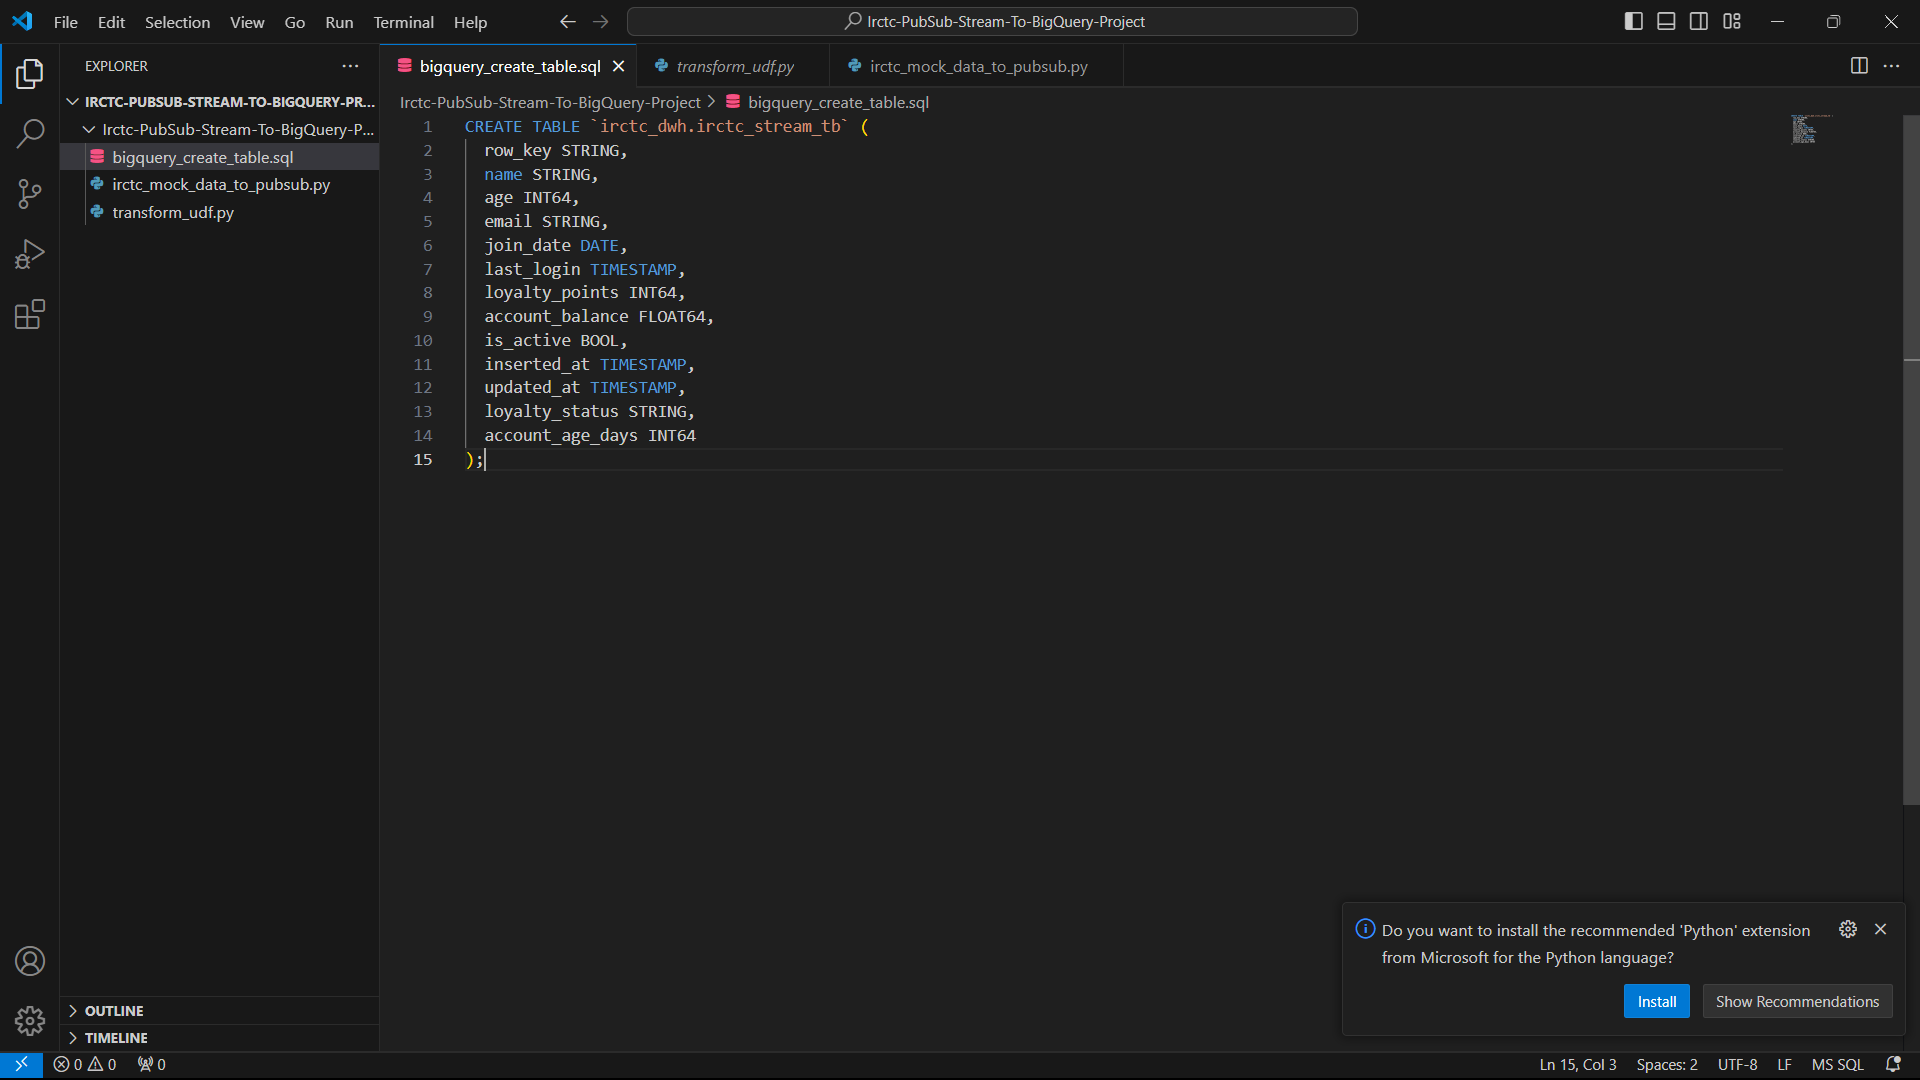 File Edit Selection View Go Run Terminal Help
Irctc-PubSub-Stream-To-BigQuery-Project
EXPLORER
IRCTC-PUBSUB-STREAM-TO-BIGQUERY-PR...
Irctc-PubSub-Stream-To-BigQuery-P...
bigquery_create_table.sql
irctc_mock_data_to_pubsub.py
transform_udf.py
OUTLINE
TIMELINE
bigquery_create_table.sql
transform_udf.py
irctc_mock_data_to_pubsub.py
Irctc-PubSub-Stream-To-BigQuery-Project > bigquery_create_table.sql
1 CREATE TABLE `irctc_dwh.irctc_stream_tb` (
2 row_key STRING,
3 name STRING,
4 age INT64,
5 email STRING,
6 join_date DATE,
7 last_login TIMESTAMP,
8 loyalty_points INT64,
9 account_balance FLOAT64,
10 is_active BOOL,
11 inserted_at TIMESTAMP,
12 updated_at TIMESTAMP,
13 loyalty_status STRING,
14 account_age_days INT64
15 );
Do you want to install the recommended 'Python' extension
from Microsoft for the Python language?
Install Show Recommendations
0 0 0
Ln 15, Col 3 Spaces: 2 UTF-8 LF MS SQL